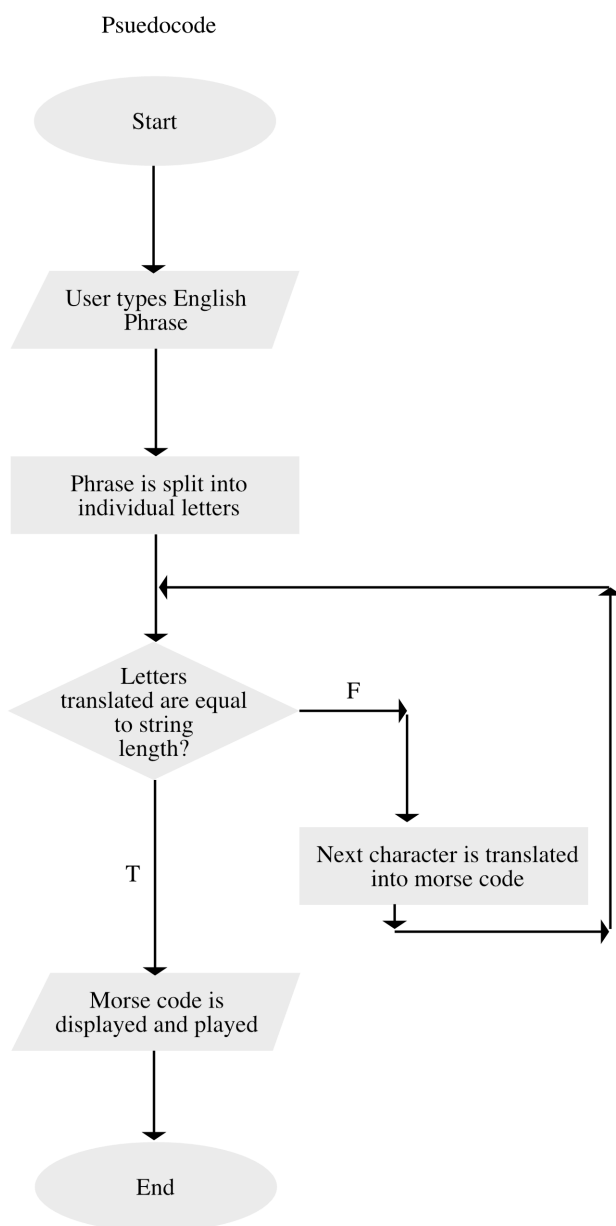 Psuedocode
Start
User types English
Phrase
Phrase is split into
individual letters
Letters
translated are equal
to string
length?
F
Next character is translated
into morse code
T
Morse code is
displayed and played
End